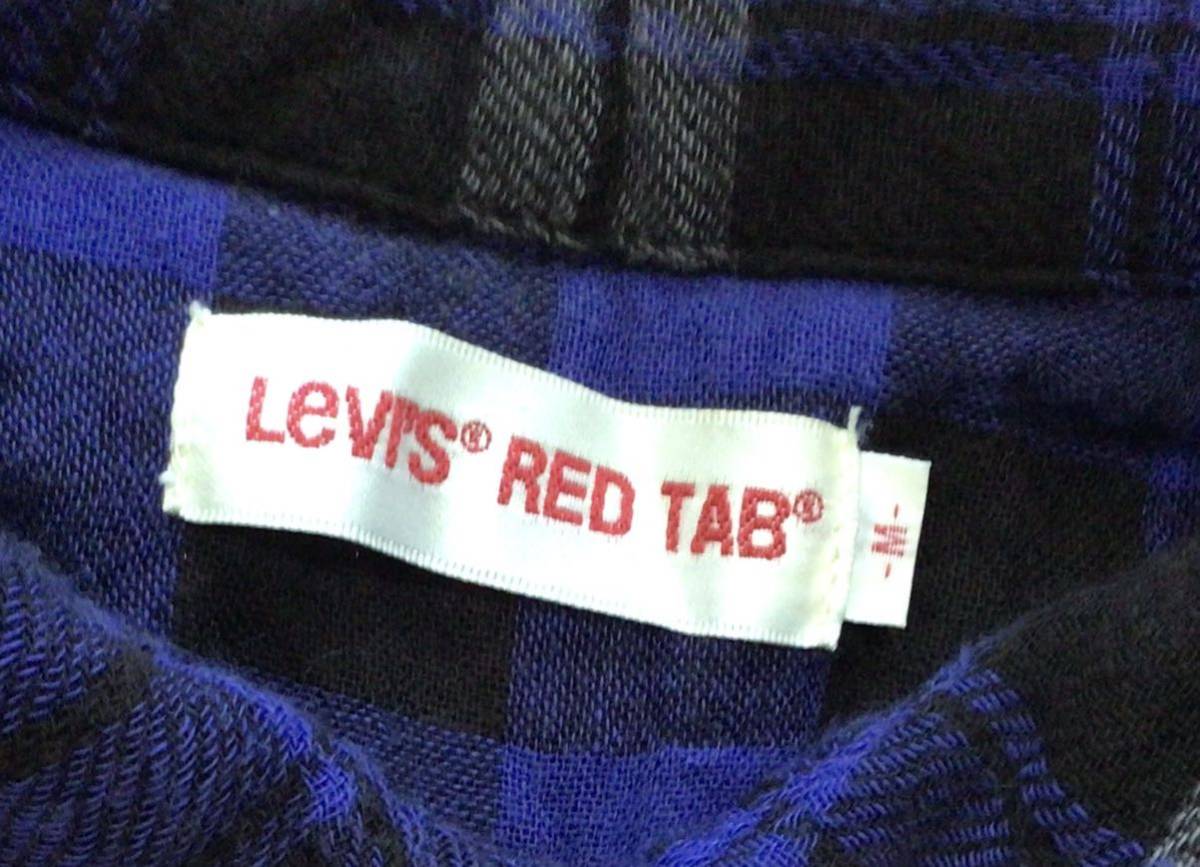 LeVI'S® RED TAB®
-M-